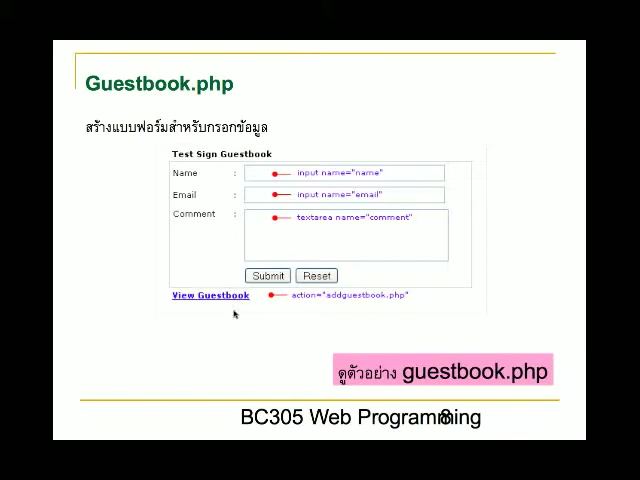 Guestbook.php
สร้างแบบฟอร์มสำหรับกรอกข้อมูล
Test Sign Guestbook
Name : input name="name"
Email : input name="email"
Comment : textarea name="comment"
Submit Reset
View Guestbook action="addguestbook.php"
ดูตัวอย่าง guestbook.php
BC305 Web Programming 8